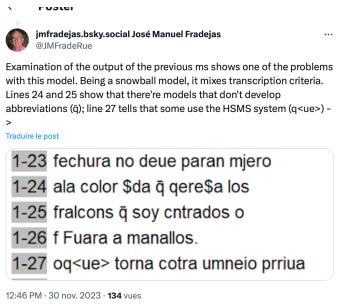 Poster
jmfradejas.bsky.social José Manuel Fradejas
@JMFradeRue
Examination of the output of the previous ms shows one of the problems
with this model. Being a snowball model, it mixes transcription criteria.
Lines 24 and 25 show that there're models that don't develop
abbreviations (q̄); line 27 tells that some use the HSMS system (q<ue>) –
>
Traduire le post
1-23 fechura no deue paran mjero
1-24 ala color $da q̄ qere$a los
1-25 fralcons q̄ soy cntrados o
1-26 f Fuara a manallos.
1-27 oq<ue> torna cotra umneio prriua
12:46 PM · 30 nov. 2023 · 134 vues